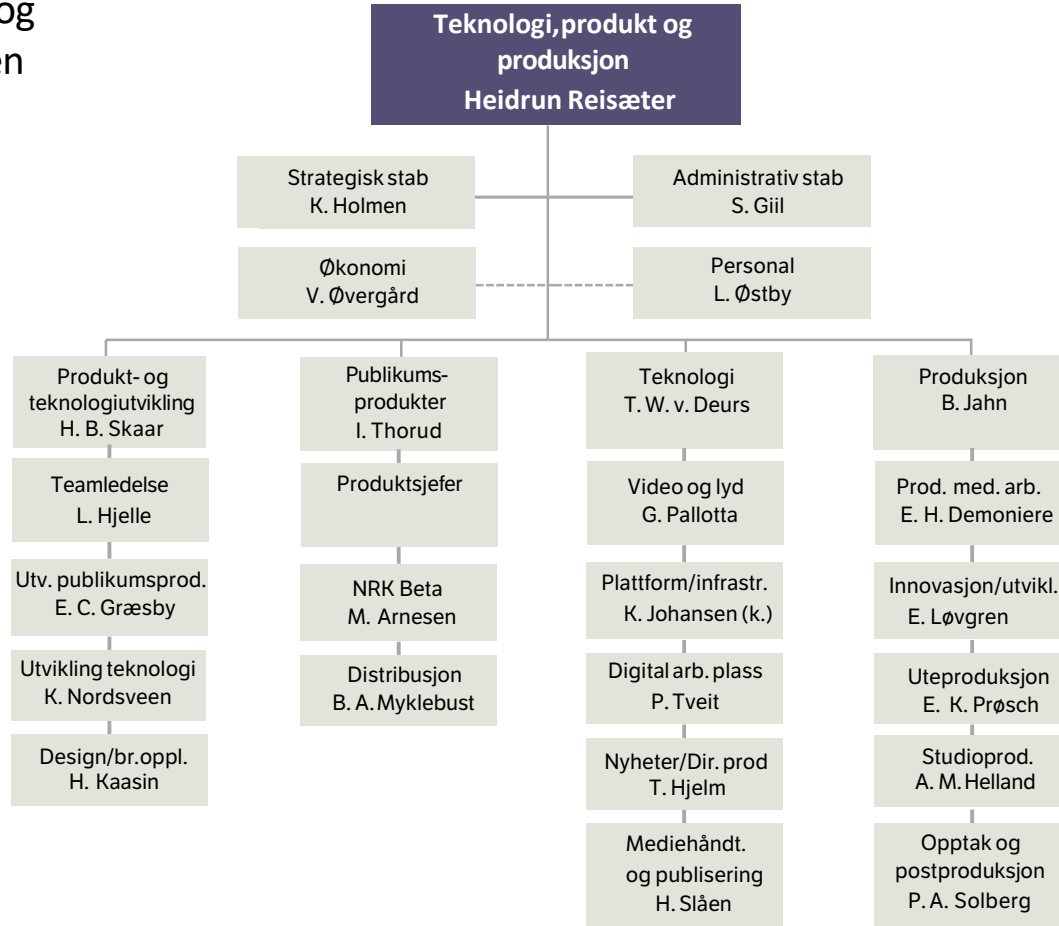 og
en
Teknologi, produkt og
produksjon
Heidrun Reisæter
Strategisk stab
K. Holmen
Administrativ stab
S. Giil
Økonomi
V. Øvergård
Personal
L. Østby
Produkt- og
teknologiutvikling
H. B. Skaar
Teamledelse
L. Hjelle
Utv. publikumsprod.
E. C. Græsby
Utvikling teknologi
K. Nordsveen
Design/br.oppl.
H. Kaasin
Publikums-
produkter
I. Thorud
Produktsjefer
NRK Beta
M. Arnesen
Distribusjon
B. A. Myklebust
Teknologi
T. W. v. Deurs
Video og lyd
G. Pallotta
Plattform/infrastr.
K. Johansen (k.)
Digital arb. plass
P. Tveit
Nyheter/Dir. prod
T. Hjelm
Mediehåndt.
og publisering
H. Slåen
Produksjon
B. Jahn
Prod. med. arb.
E. H. Demoniere
Innovasjon/utvikl.
E. Løvgren
Uteproduksjon
E. K. Prøsch
Studioprod.
A. M. Helland
Opptak og
postproduksjon
P. A. Solberg